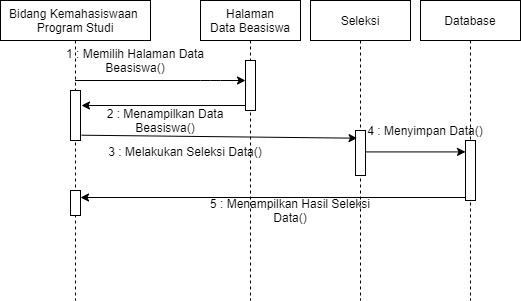 Bidang Kemahasiswaan
Program Studi
Halaman
Data Beasiswa
Seleksi
Database
1 : Memilih Halaman Data
Beasiswa()
2 : Menampilkan Data
Beasiswa()
4 : Menyimpan Data()
3 : Melakukan Seleksi Data()
5 : Menampilkan Hasil Seleksi
Data()